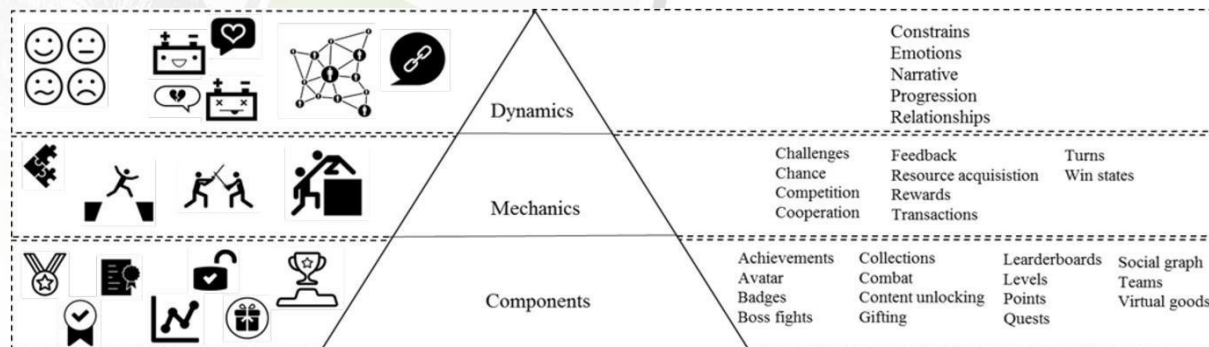 Dynamics
Constrains
Emotions
Narrative
Progression
Relationships
Mechanics
Challenges
Chance
Competition
Cooperation
Feedback
Resource acquisistion
Rewards
Transactions
Turns
Win states
Components
Achievements
Avatar
Badges
Boss fights
Collections
Combat
Content unlocking
Gifting
Learderboards
Levels
Points
Quests
Social graph
Teams
Virtual goods